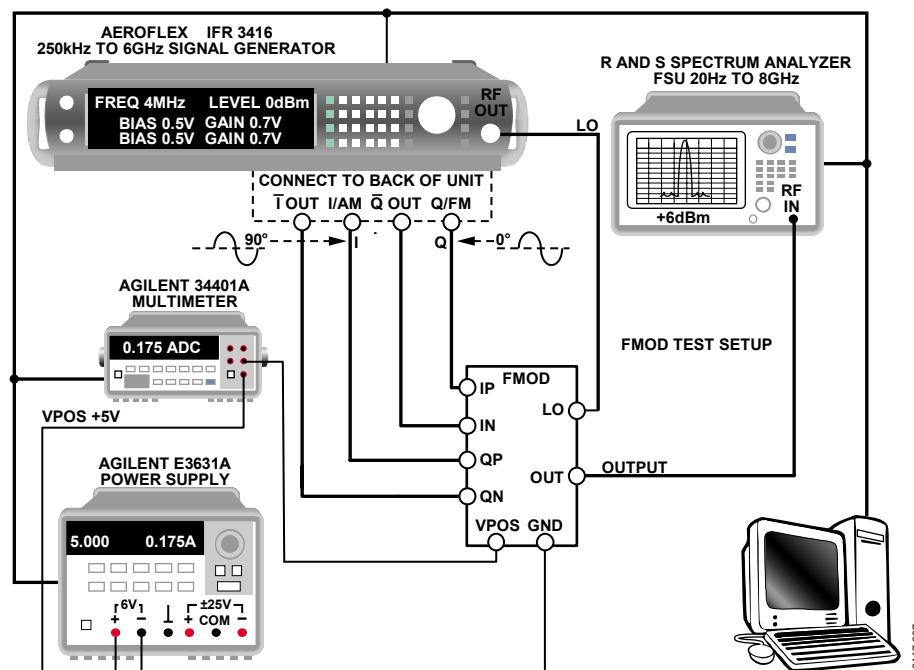 AEROFLEX IFR 3416
250kHz TO 6GHz SIGNAL GENERATOR
R AND S SPECTRUM ANALYZER
FSU 20Hz TO 8GHz
FREQ 4MHz LEVEL 0dBm
BIAS 0.5V GAIN 0.7V
BIAS 0.5V GAIN 0.7V
RF
OUT
LO
+6dBm
RF
IN
CONNECT TO BACK OF UNIT
I̅ OUT I/AM Q̅ OUT Q/FM
90°
I
Q
0°
AGILENT 34401A
MULTIMETER
0.175 ADC
FMOD TEST SETUP
VPOS +5V
FMOD
IP
IN
QP
QN
LO
OUT
OUTPUT
VPOS GND
AGILENT E3631A
POWER SUPPLY
5.000 0.175A
6V ±25V
+ – ⊥ + COM –